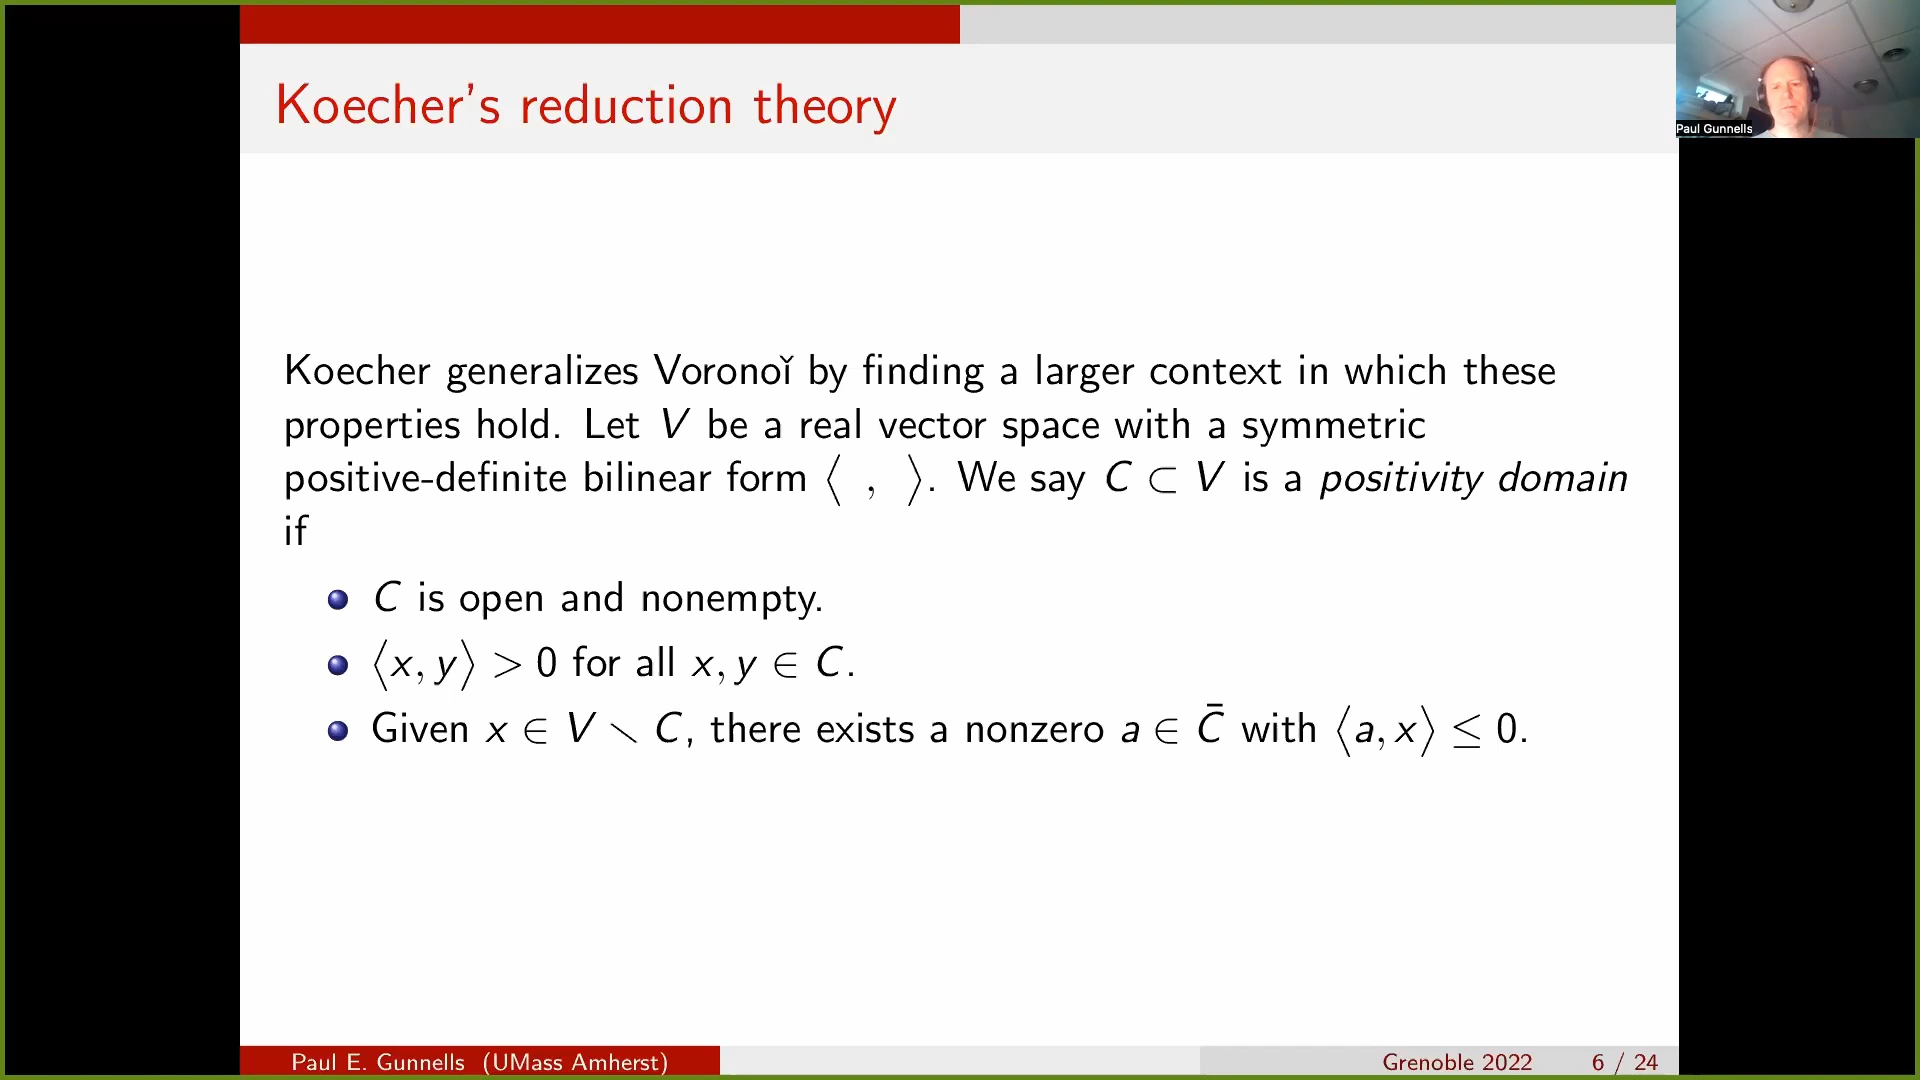 Koecher's reduction theory
Paul Gunnells
Koecher generalizes Voronoǐ by finding a larger context in which these
properties hold. Let V be a real vector space with a symmetric
positive-definite bilinear form ⟨ , ⟩. We say C ⊂ V is a positivity domain
if
C is open and nonempty.
⟨x, y⟩ > 0 for all x, y ∈ C.
Given x ∈ V ∖ C, there exists a nonzero a ∈ C̄ with ⟨a, x⟩ ≤ 0.
Paul E. Gunnells (UMass Amherst)
Grenoble 2022 6 / 24